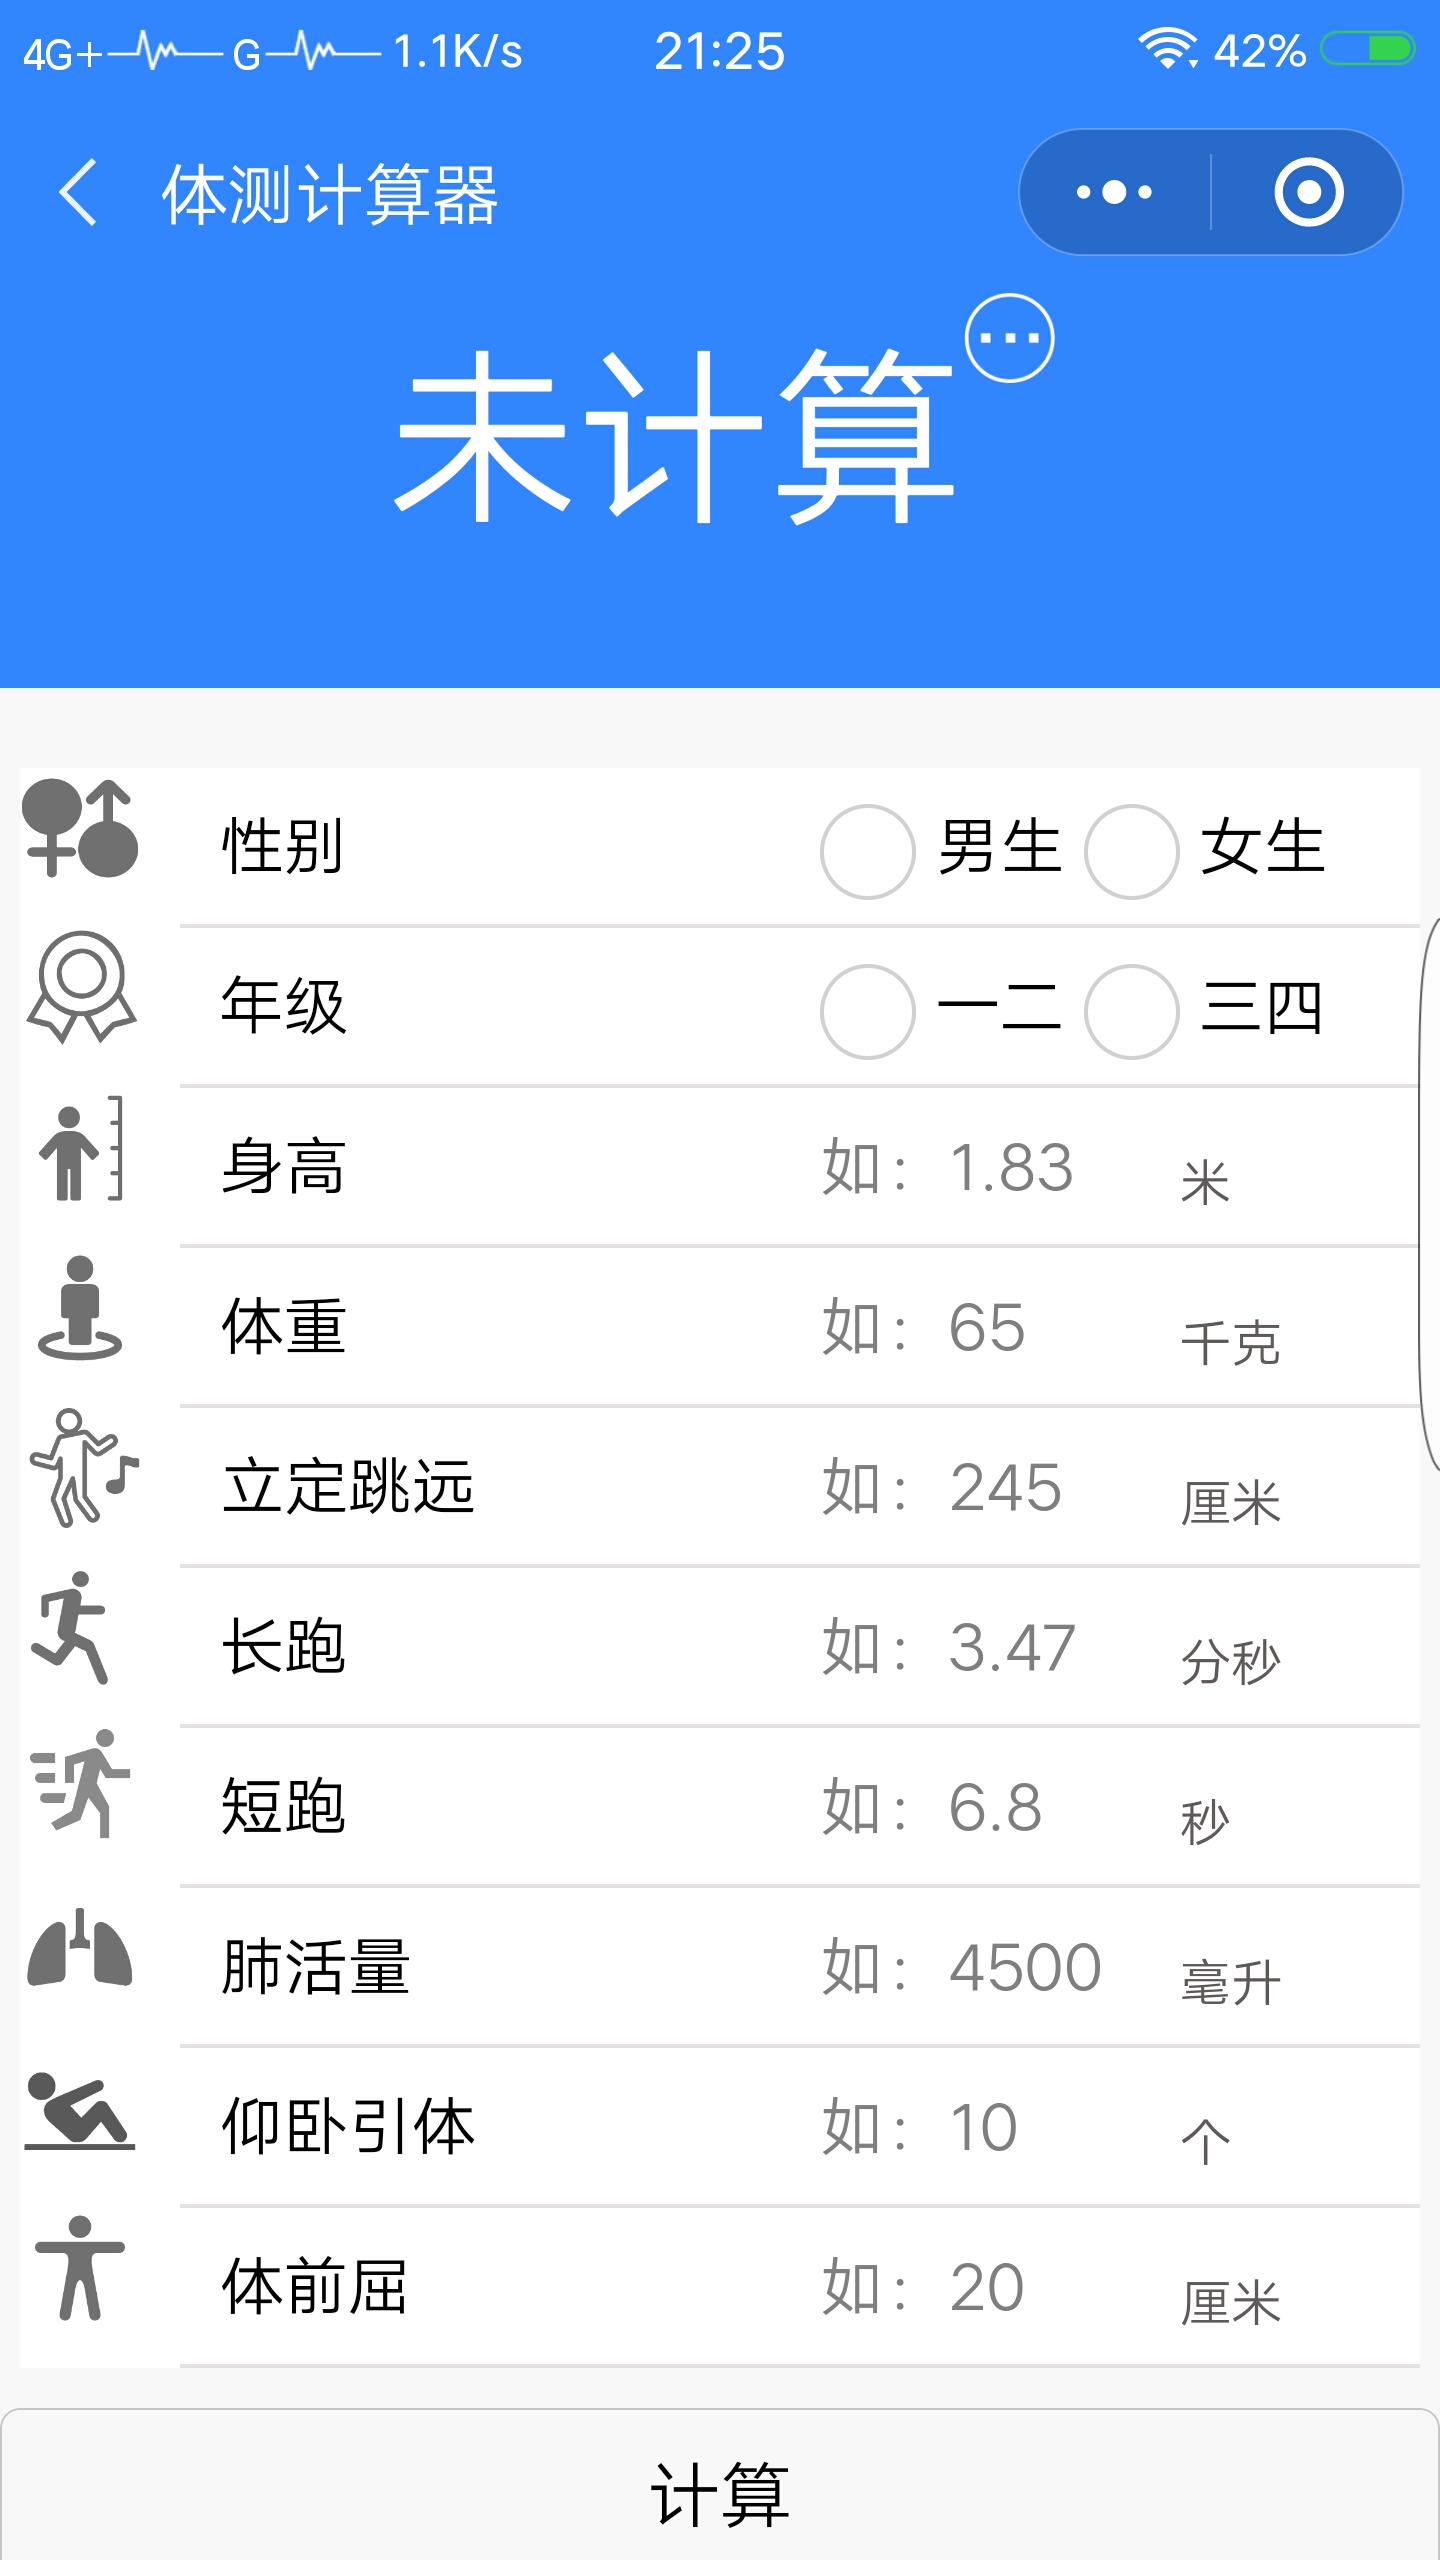 4G+ G 1.1K/s 21:25 42%
体测计算器
未计算
性别 男生 女生
年级 一二 三四
身高 如: 1.83 米
体重 如: 65 千克
立定跳远 如: 245 厘米
长跑 如: 3.47 分秒
短跑 如: 6.8 秒
肺活量 如: 4500 毫升
仰卧引体 如: 10 个
体前屈 如: 20 厘米
计算